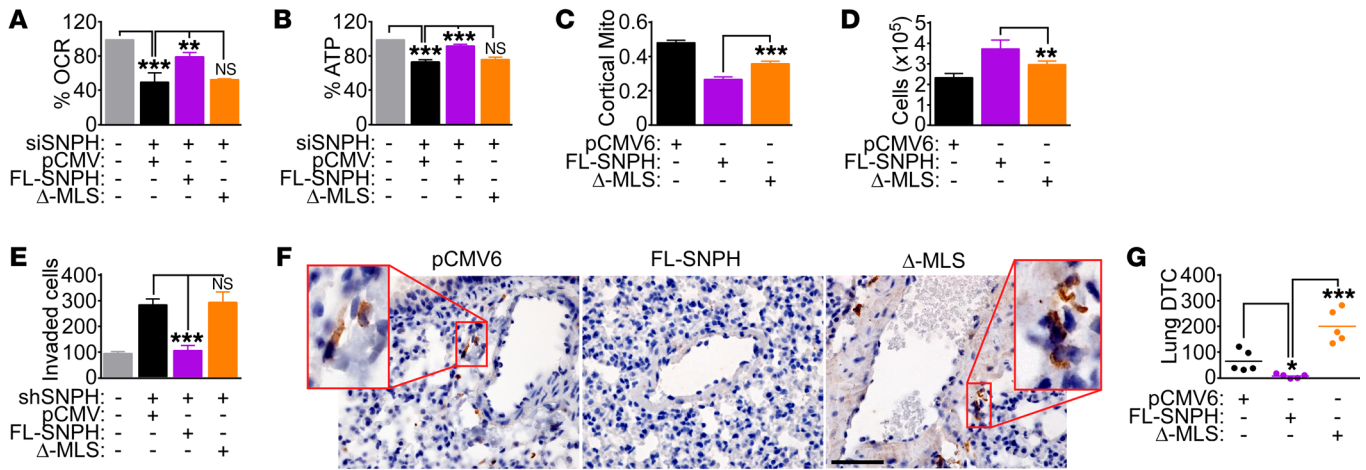 A
% OCR
120
80
40
0
***
**
NS
siSNPH: - + + +
pCMV: - + - -
FL-SNPH: - - + -
Δ-MLS: - - - +
B
% ATP
120
80
40
0
***
***
NS
siSNPH: - + + +
pCMV: - + - -
FL-SNPH: - - + -
Δ-MLS: - - - +
C
Cortical Mito
0.6
0.4
0.2
0
***
pCMV6: + - -
FL-SNPH: - + -
Δ-MLS: - - +
D
Cells (x10⁵)
5
4
3
2
1
0
**
pCMV6: + - -
FL-SNPH: - + -
Δ-MLS: - - +
E
Invaded cells
400
300
200
100
0
***
NS
shSNPH: - + + +
pCMV: - + - -
FL-SNPH: - - + -
Δ-MLS: - - - +
F
pCMV6
FL-SNPH
Δ-MLS
G
Lung DTC
400
300
200
100
0
*
***
pCMV6: + - -
FL-SNPH: - + -
Δ-MLS: - - +